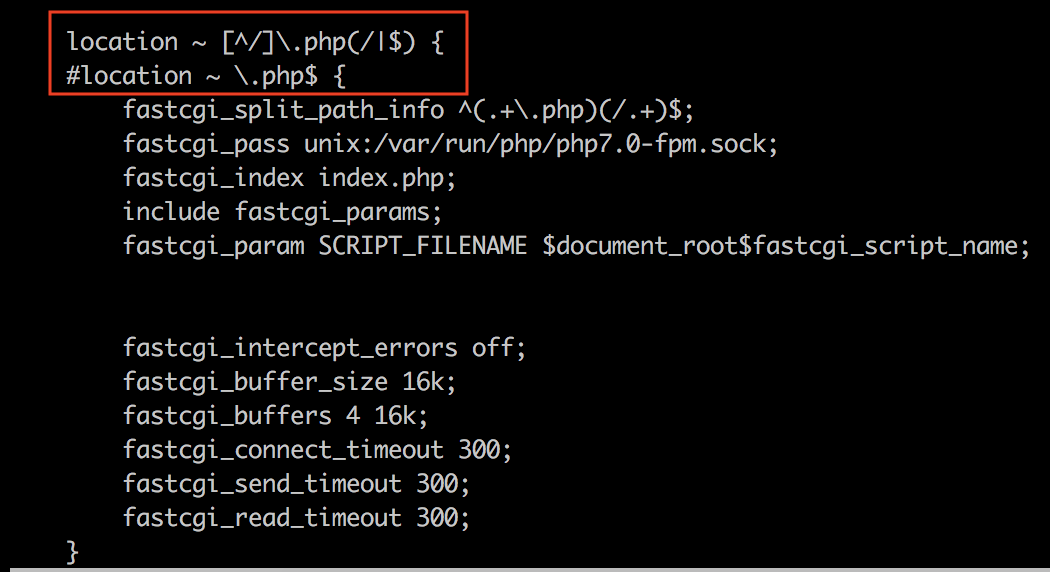 location ~ [^/]\.php(/|$) {
#location ~ \.php$ {
fastcgi_split_path_info ^(.+\.php)(/.+)$;
fastcgi_pass unix:/var/run/php/php7.0-fpm.sock;
fastcgi_index index.php;
include fastcgi_params;
fastcgi_param SCRIPT_FILENAME $document_root$fastcgi_script_name;
fastcgi_intercept_errors off;
fastcgi_buffer_size 16k;
fastcgi_buffers 4 16k;
fastcgi_connect_timeout 300;
fastcgi_send_timeout 300;
fastcgi_read_timeout 300;
}